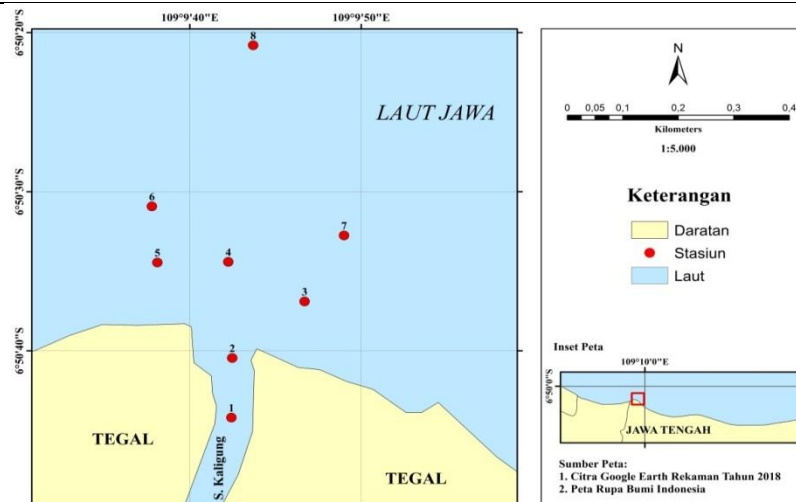 109°9'40"E
109°9'50"E
6°50'20"S
6°50'30"S
6°50'40"S
8
LAUT JAWA
6
7
5
4
3
2
1
TEGAL
S. Kaligung
TEGAL
N
0 0,05 0,1 0,2 0,3 0,4
Kilometers
1:5.000
Keterangan
Daratan
Stasiun
Laut
Inset Peta
109°10'0"E
6°50'0"S
JAWA TENGAH
Sumber Peta:
1. Citra Google Earth Rekaman Tahun 2018
2. Peta Rupa Bumi Indonesia